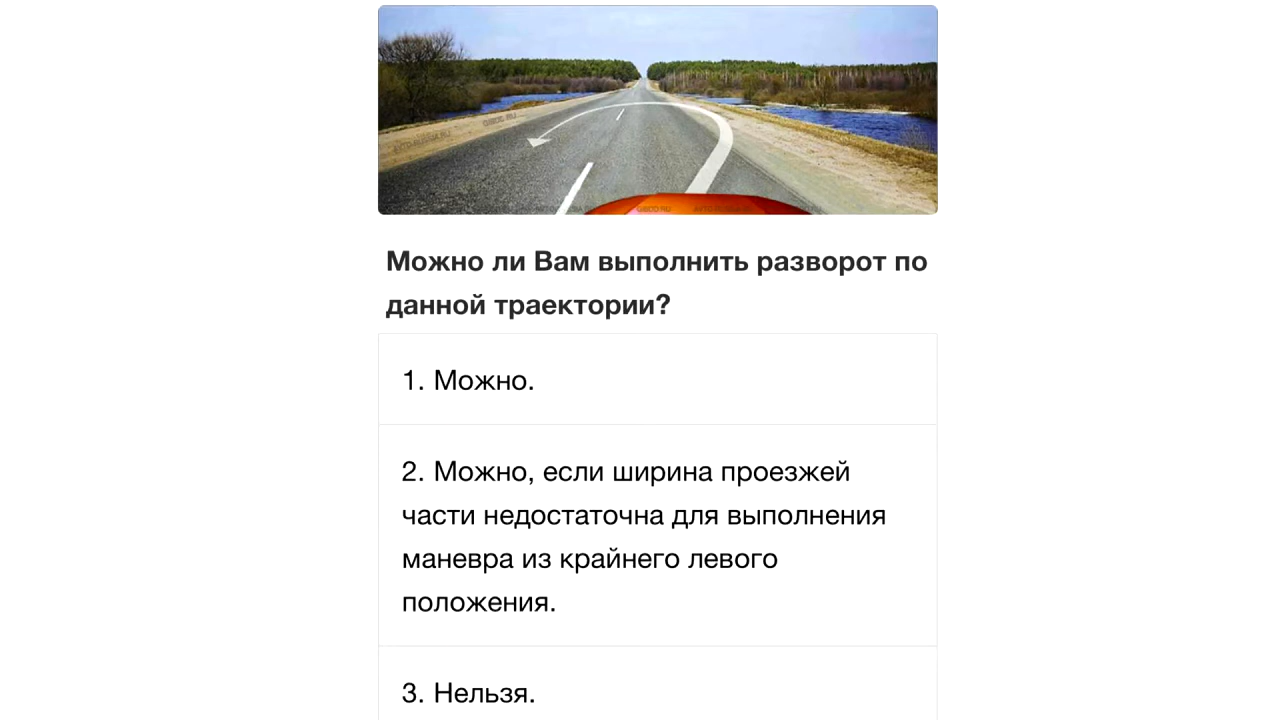 Можно ли Вам выполнить разворот по
данной траектории?
1. Можно.
2. Можно, если ширина проезжей
части недостаточна для выполнения
маневра из крайнего левого
положения.
3. Нельзя.